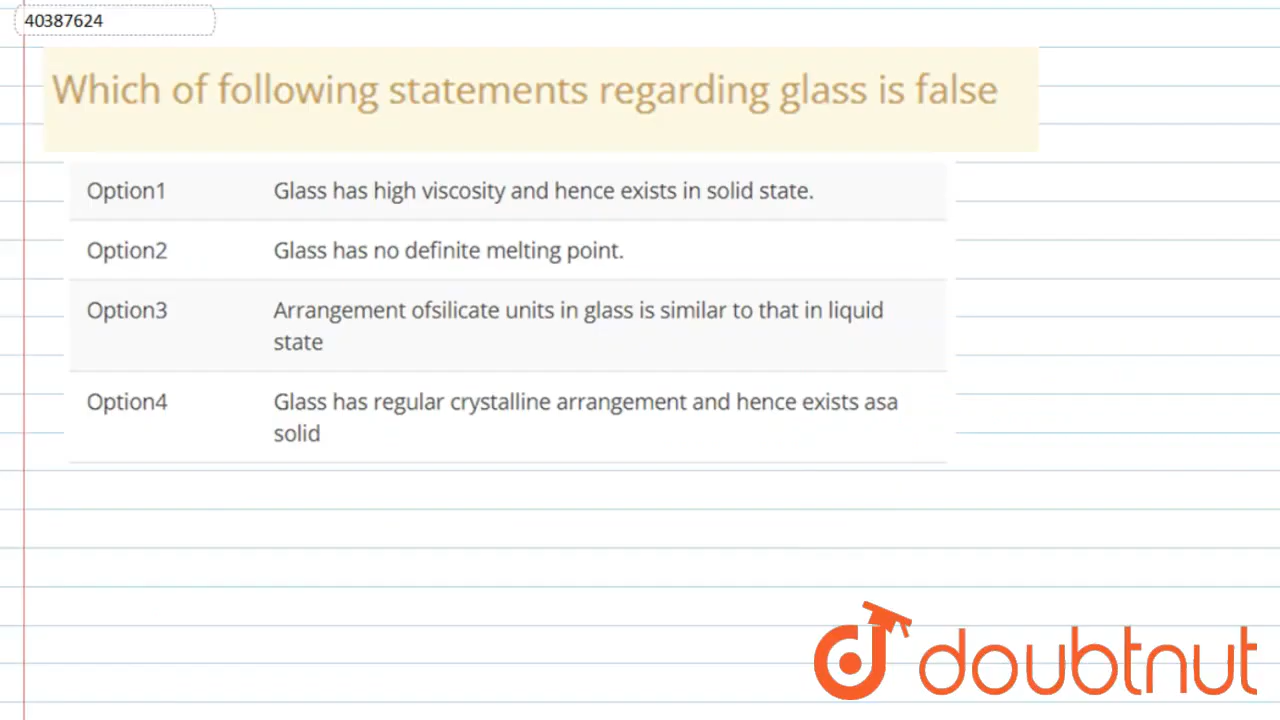 40387624
Which of following statements regarding glass is false
Option1 Glass has high viscosity and hence exists in solid state.
Option2 Glass has no definite melting point.
Option3 Arrangement ofsilicate units in glass is similar to that in liquid
state
Option4 Glass has regular crystalline arrangement and hence exists asa
solid
doubtnut